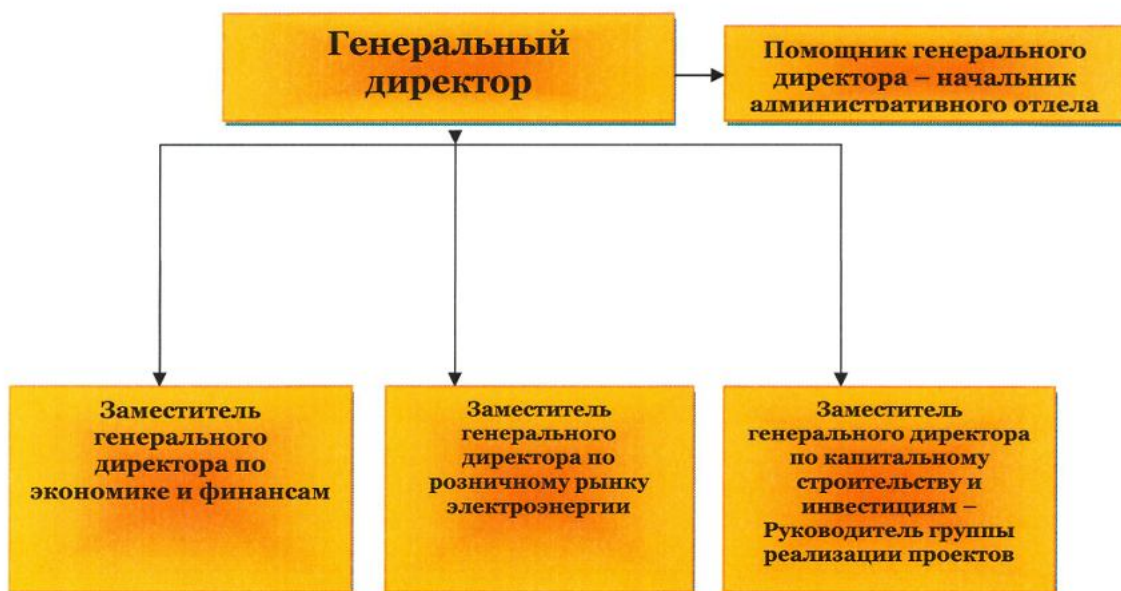 Генеральный
директор
Помощник генерального
директора – начальник
административного отдела
Заместитель
генерального
директора по
экономике и финансам
Заместитель
генерального
директора по
розничному рынку
электроэнергии
Заместитель
генерального директора
по капитальному
строительству и
инвестициям –
Руководитель группы
реализации проектов